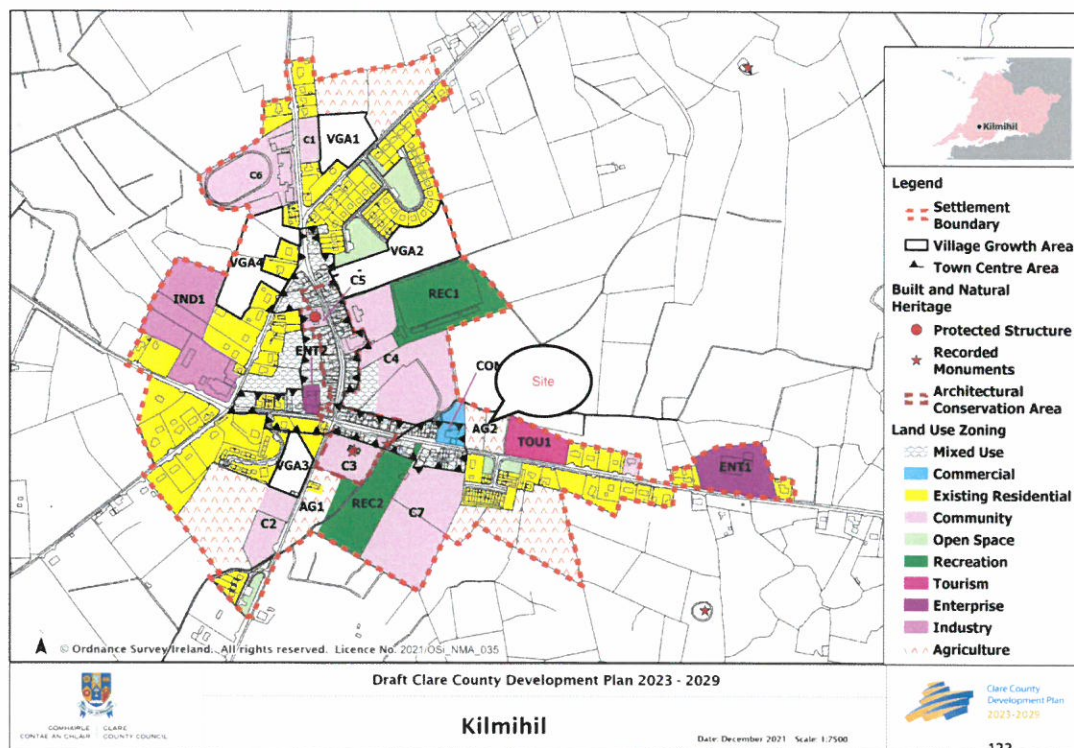 C1
VGA1
C6
VGA2
VGA4
C5
IND1
REC1
ENT2
C4
Site
AG2
TOU1
ENT1
VGA3
C3
REC2
C7
AG1
C2
Kilmihil
Legend
Settlement
Boundary
Village Growth Area
Town Centre Area
Built and Natural
Heritage
Protected Structure
Recorded
Monuments
Architectural
Conservation Area
Land Use Zoning
Mixed Use
Commercial
Existing Residential
Community
Open Space
Recreation
Tourism
Enterprise
Industry
Agriculture
© Ordnance Survey Ireland. All rights reserved. Licence No. 2021/OSi_NMA_035
COMHAIRLE CONTAE AN CHLÁIR
CLARE COUNTY COUNCIL
Draft Clare County Development Plan 2023 - 2029
Kilmihil
Date: December 2021 Scale 1:7500
Clare County
Development Plan
2023-2029